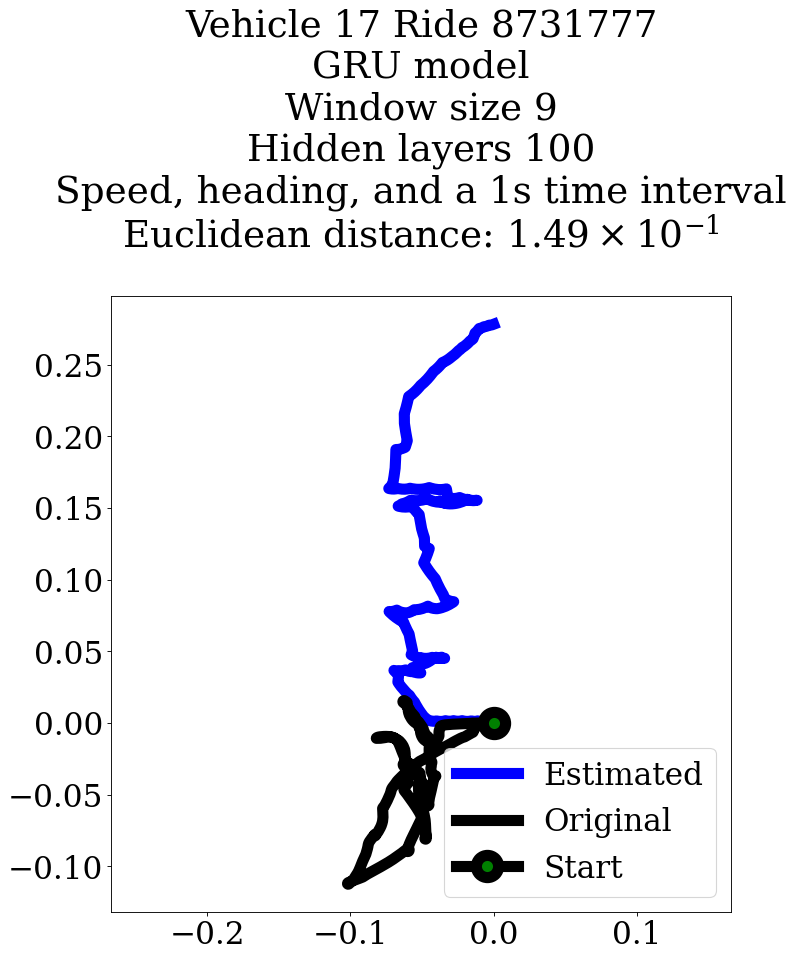 Vehicle 17 Ride 8731777
GRU model
Window size 9
Hidden layers 100
Speed, heading, and a 1s time interval
Euclidean distance: 1.49 × 10⁻¹
0.25
0.20
0.15
0.10
0.05
0.00
−0.05
−0.10
Estimated
Original
Start
−0.2 −0.1 0.0 0.1